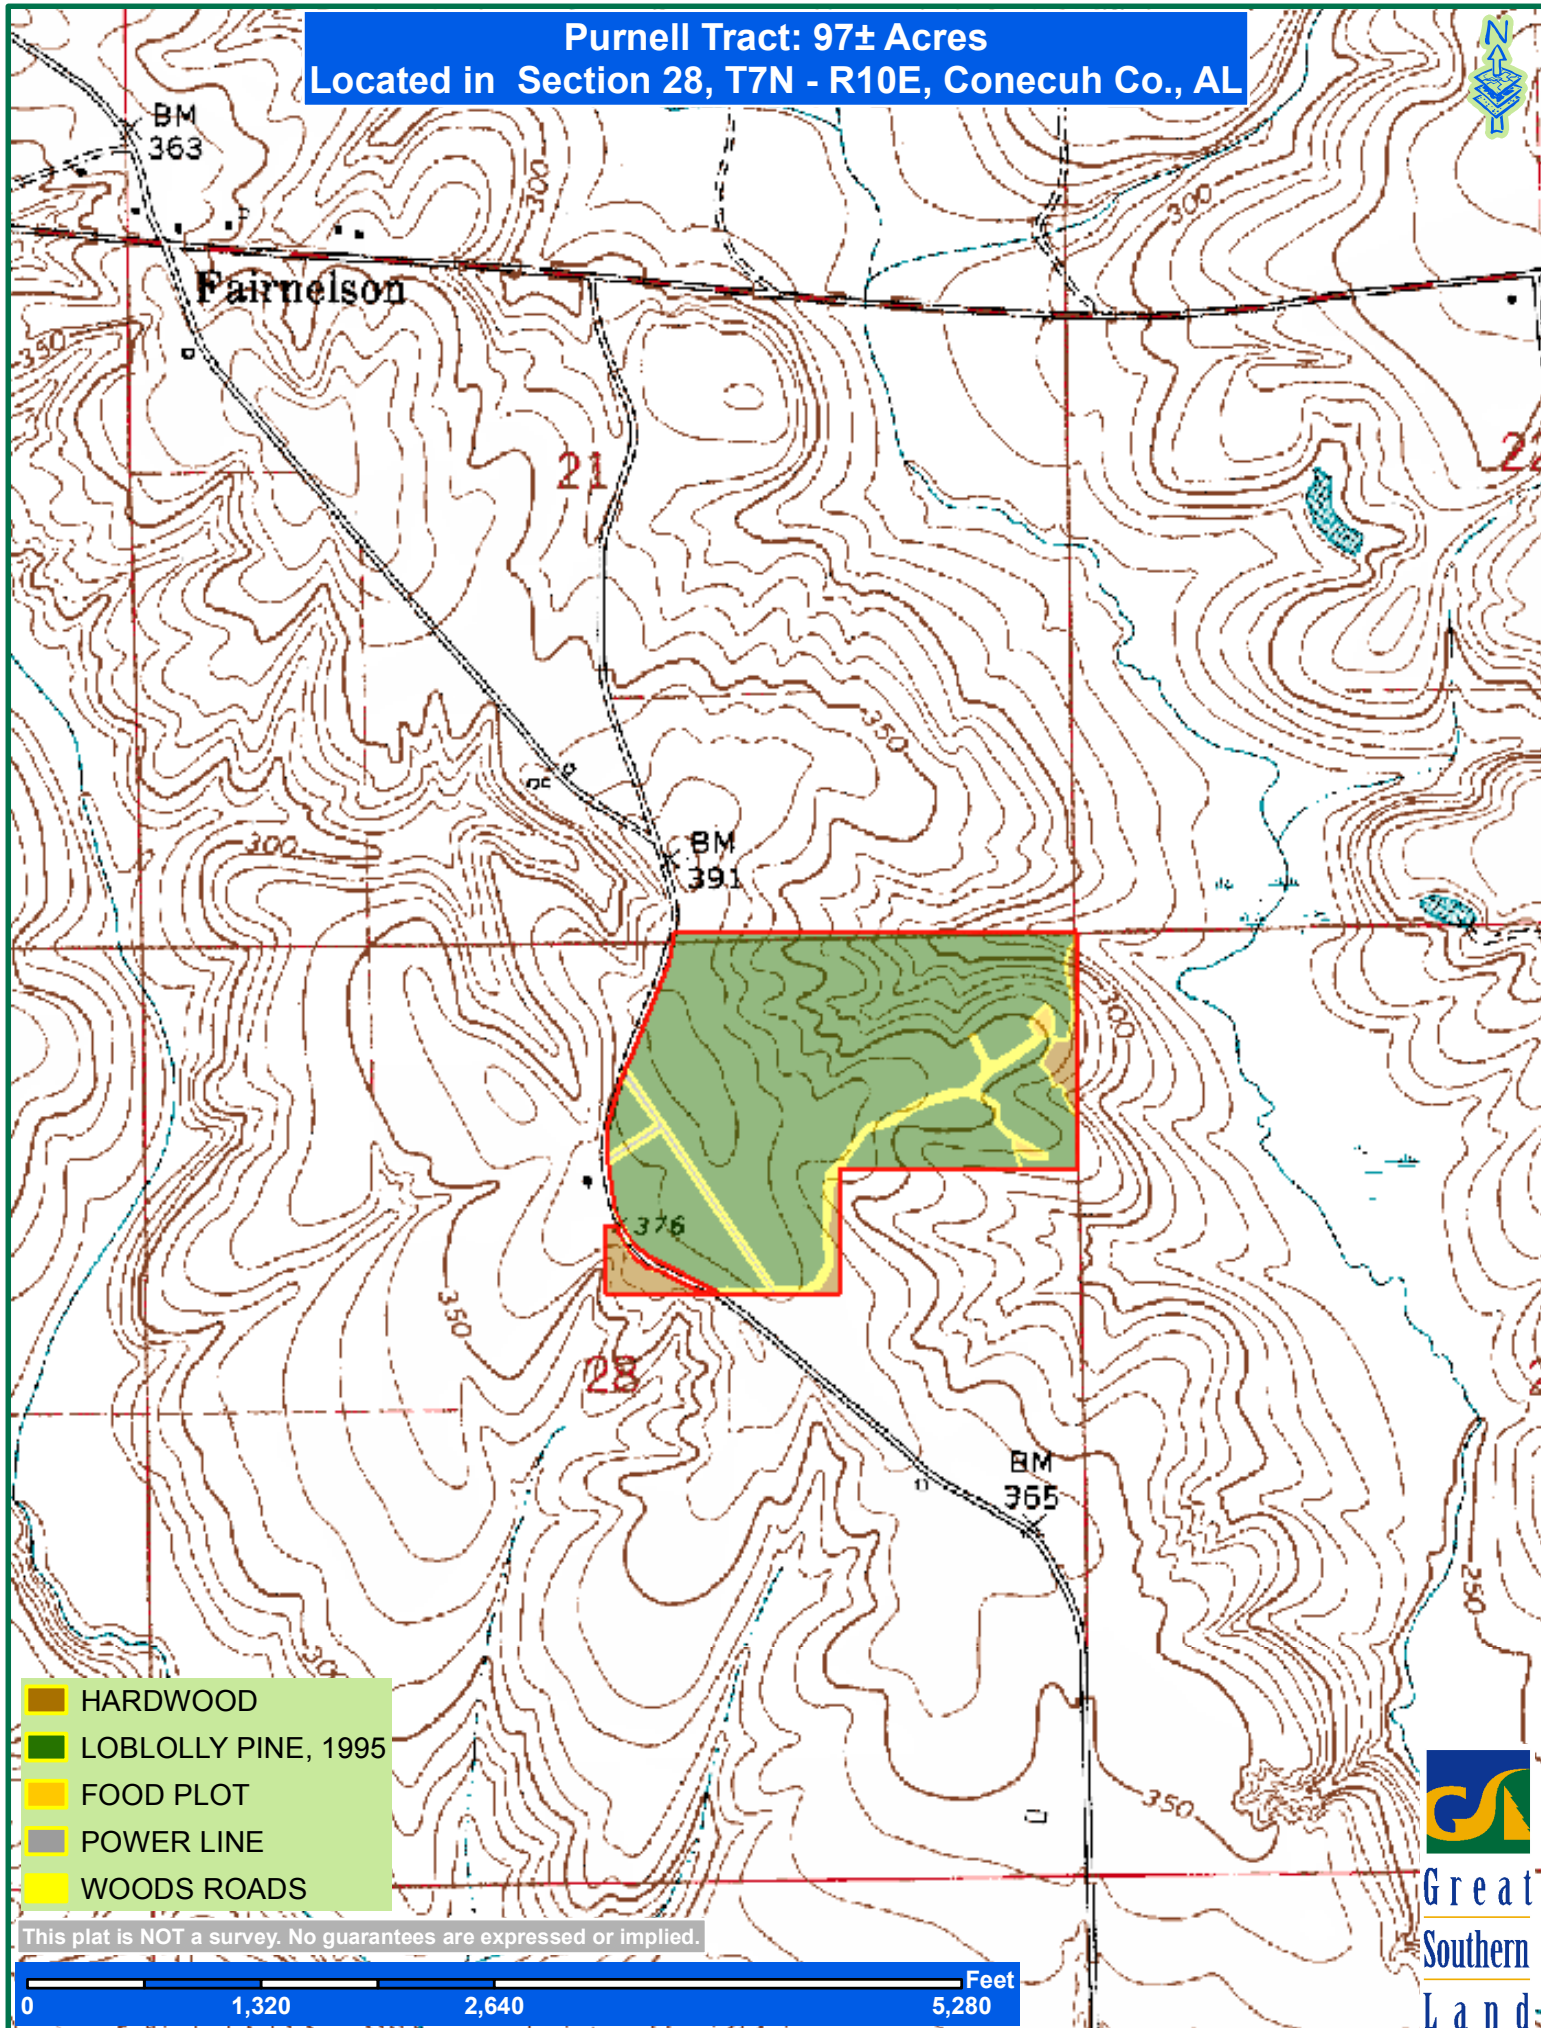 Purnell Tract: 97± Acres
Located in Section 28, T7N - R10E, Conecuh Co., AL
N
BM
363
300
300
Fairnelson
350
21
22
350
300
BM
391
300
376
350
28
BM
365
250
300
350
HARDWOOD
LOBLOLLY PINE, 1995
FOOD PLOT
POWER LINE
WOODS ROADS
This plat is NOT a survey. No guarantees are expressed or implied.
Feet
0 1,320 2,640 5,280
Great
Southern
Land